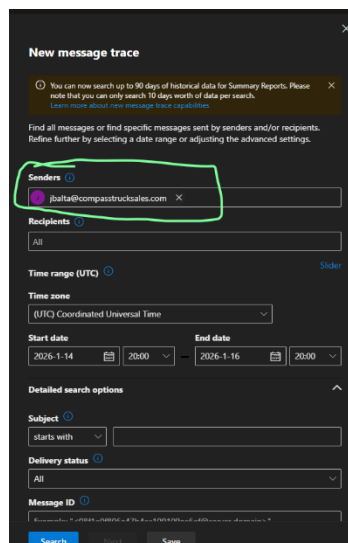 New message trace
You can now search up to 90 days of historical data for Summary Reports. Please
note that you can only search 10 days worth of data per search.
Learn more about new message trace capabilities
Find all messages or find specific messages sent by senders and/or recipients.
Refine further by selecting a date range or adjusting the advanced settings.
Senders
jbalta@compasstrucksales.com
Recipients
All
Time range (UTC)
Slider
Time zone
(UTC) Coordinated Universal Time
Start date
End date
2026-1-14
20:00
2026-1-16
20:00
Detailed search options
Subject
starts with
Delivery status
All
Message ID
Search
Next
Save